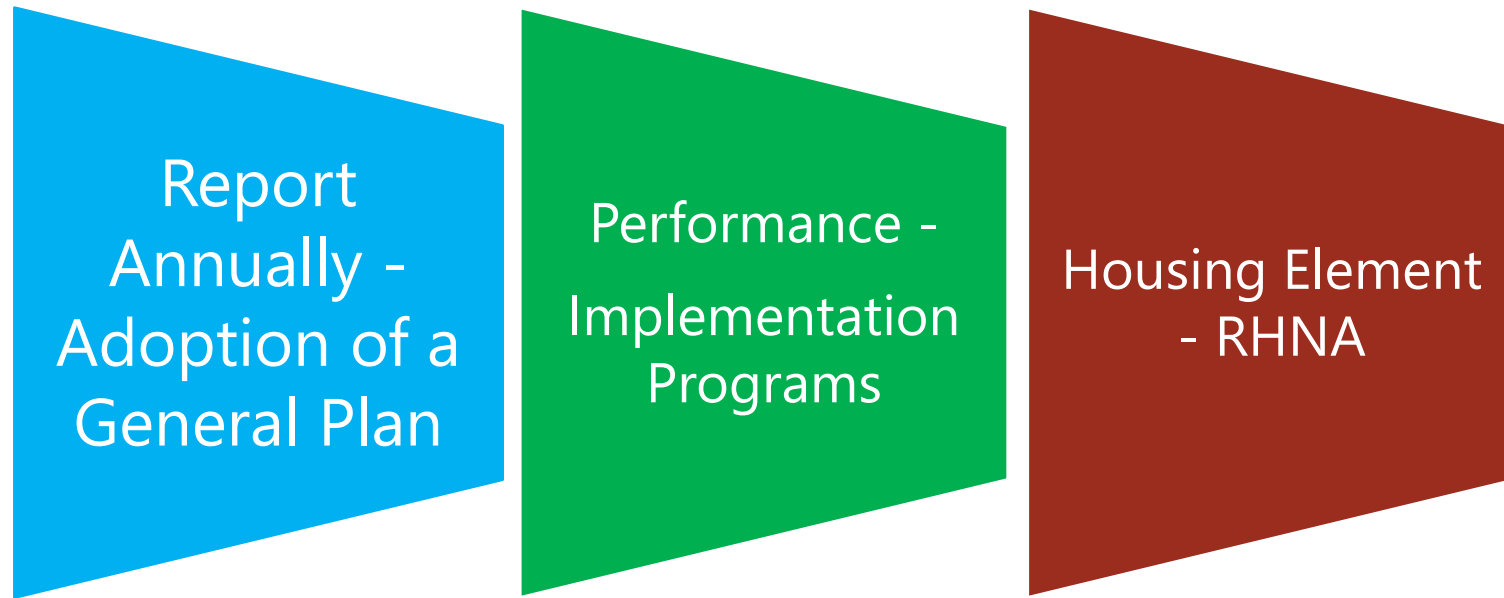 Report
Annually -
Adoption of a
General Plan
Performance -
Implementation
Programs
Housing Element
- RHNA